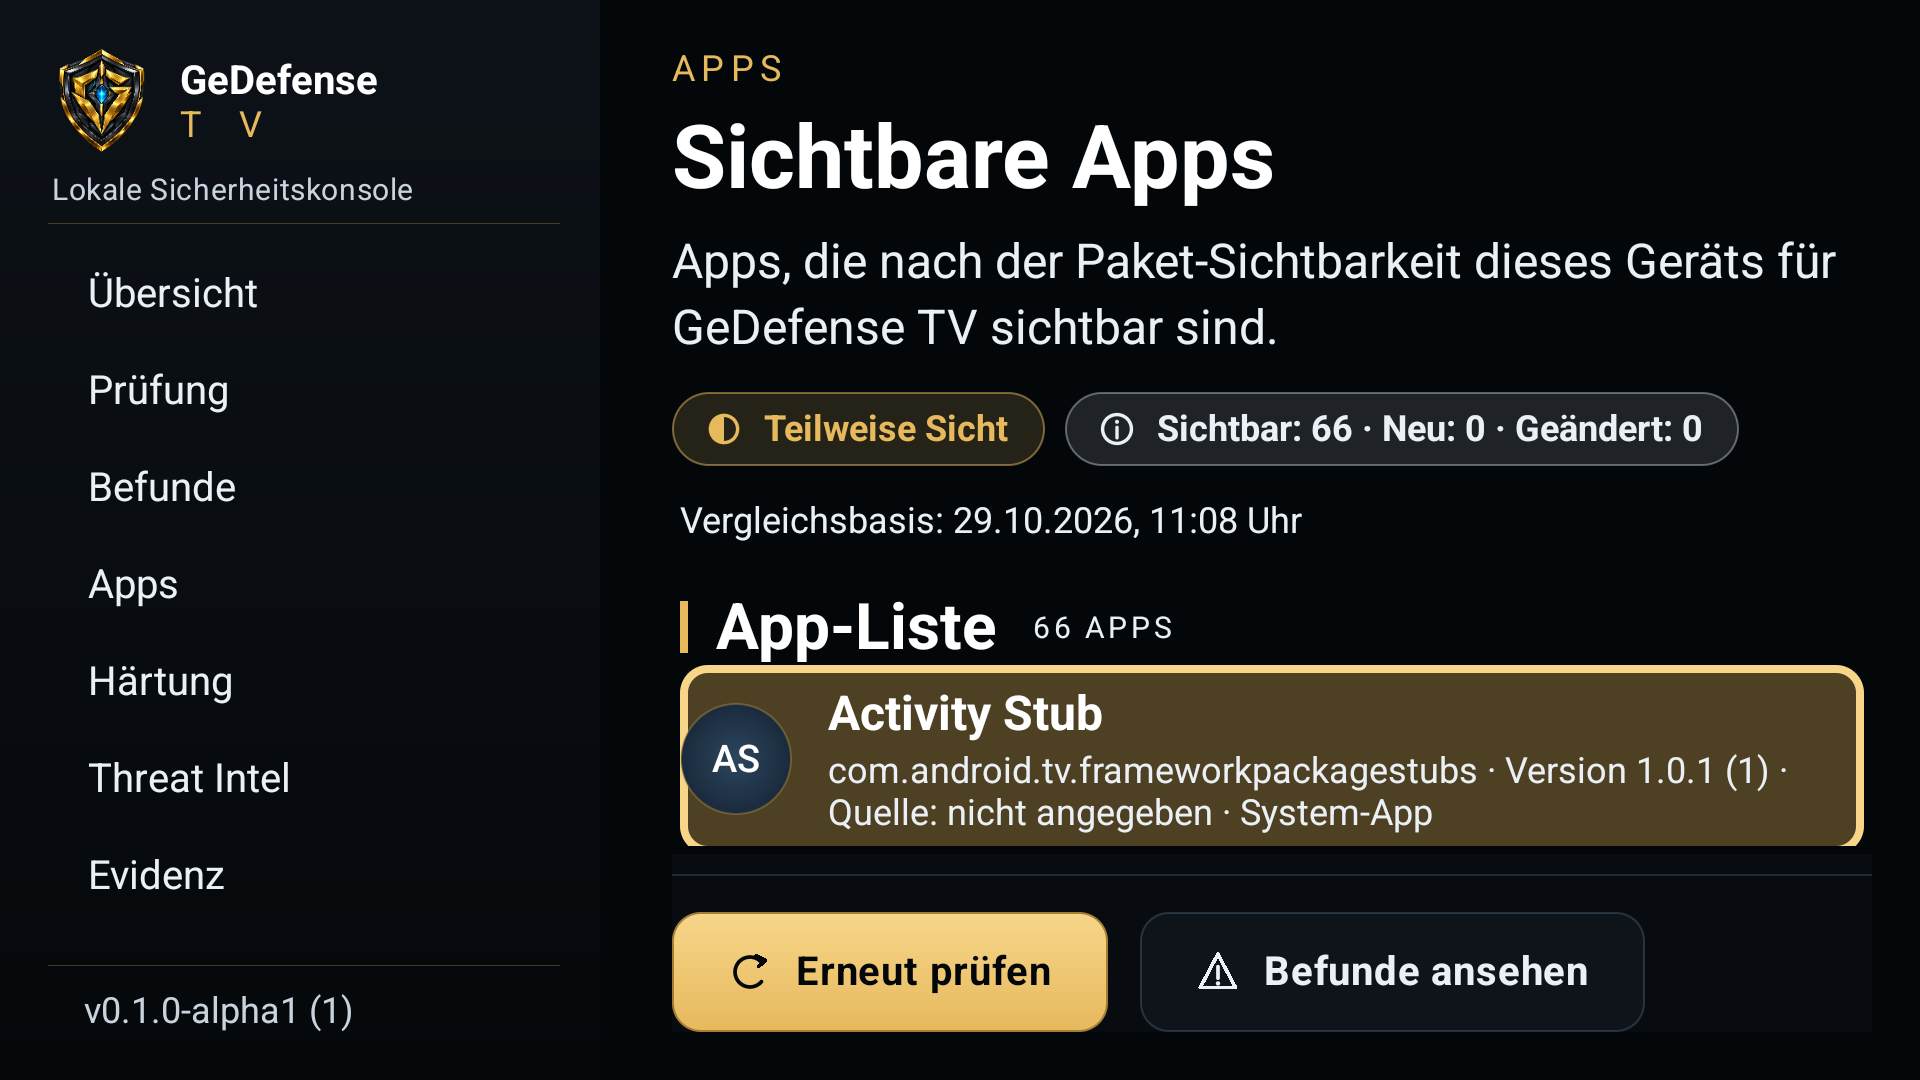 GeDefense
T V
Lokale Sicherheitskonsole
Übersicht
Prüfung
Befunde
Apps
Härtung
Threat Intel
Evidenz
v0.1.0-alpha1 (1)
APPS
Sichtbare Apps
Apps, die nach der Paket-Sichtbarkeit dieses Geräts für
GeDefense TV sichtbar sind.
Teilweise Sicht
Sichtbar: 66 · Neu: 0 · Geändert: 0
Vergleichsbasis: 29.10.2026, 11:08 Uhr
App-Liste 66 APPS
AS
Activity Stub
com.android.tv.frameworkpackagestubs · Version 1.0.1 (1) ·
Quelle: nicht angegeben · System-App
Erneut prüfen
Befunde ansehen